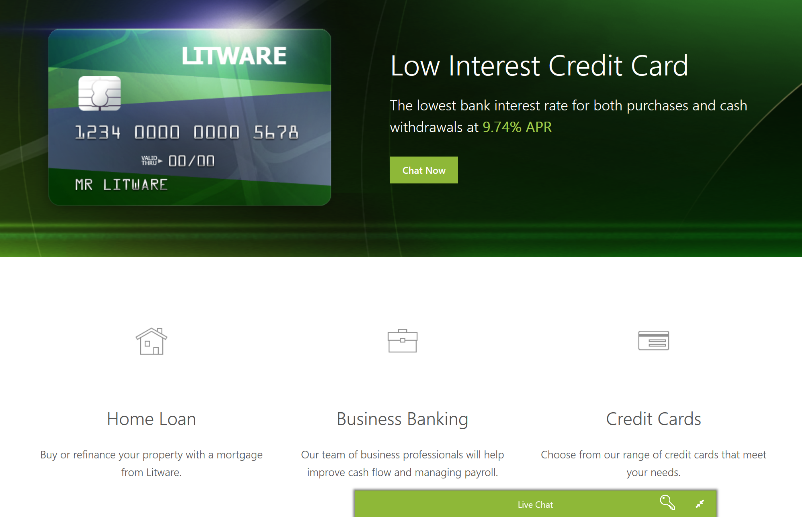 LITWARE
1234 0000 0000 5678
VALID THRU 00/00
MR LITWARE
Low Interest Credit Card
The lowest bank interest rate for both purchases and cash
withdrawals at 9.74% APR
Chat Now
Home Loan
Buy or refinance your property with a mortgage
from Litware.
Business Banking
Our team of business professionals will help
improve cash flow and managing payroll.
Credit Cards
Choose from our range of credit cards that meet
your needs.
Live Chat